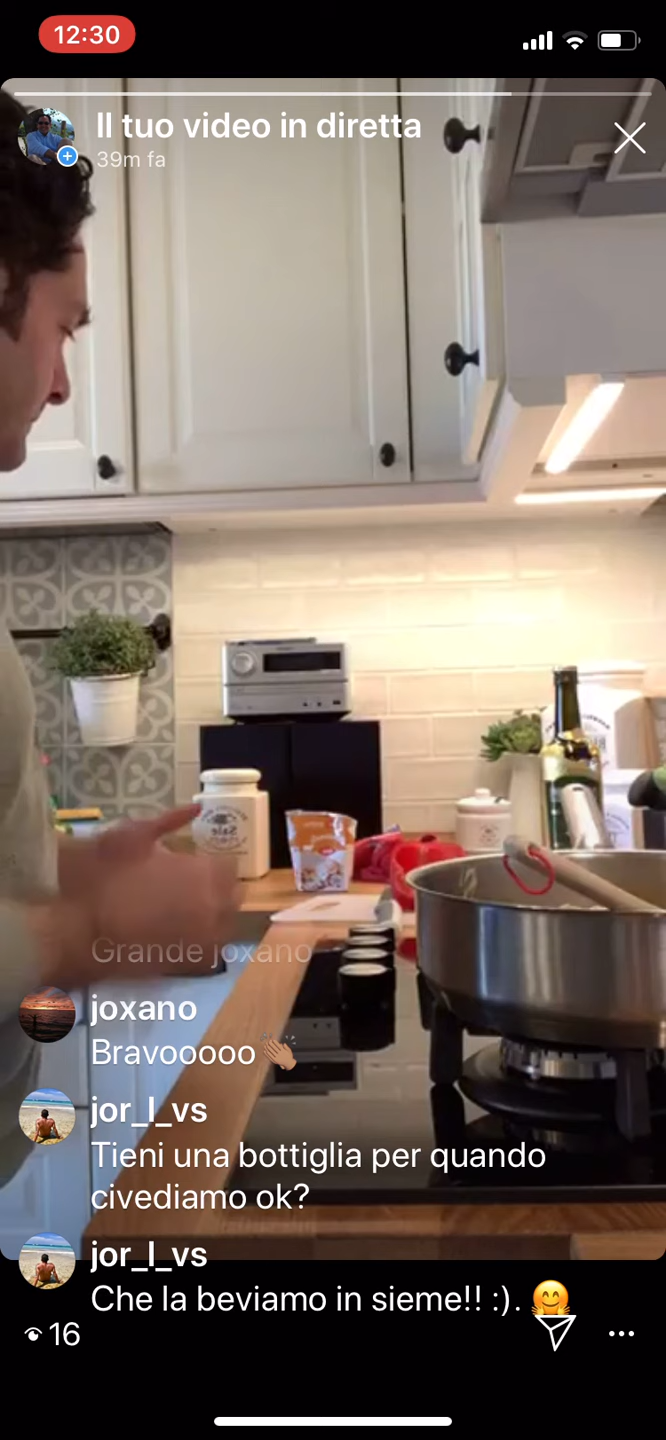 12:30
Il tuo video in diretta
39m fa
Sale
Grande joxano
joxano
Bravooooo 👏🏼
jor_l_vs
Tieni una bottiglia per quando
civediamo ok?
jor_l_vs
Che la beviamo in sieme!! :). 🤗
16